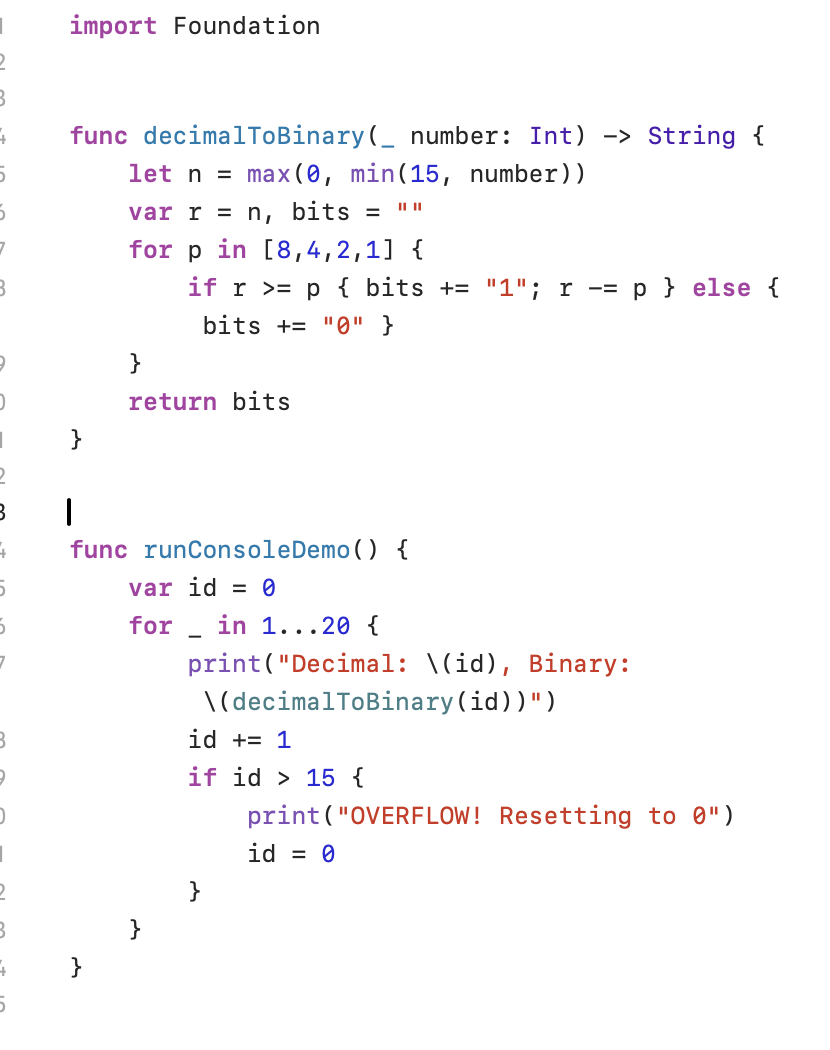 import Foundation
func decimalToBinary(_ number: Int) -> String {
    let n = max(0, min(15, number))
    var r = n, bits = ""
    for p in [8,4,2,1] {
        if r >= p { bits += "1"; r -= p } else {
         bits += "0" }
    }
    return bits
}
func runConsoleDemo() {
    var id = 0
    for _ in 1...20 {
        print("Decimal: \(id), Binary:
         \(decimalToBinary(id))")
        id += 1
        if id > 15 {
            print("OVERFLOW! Resetting to 0")
            id = 0
        }
    }
}